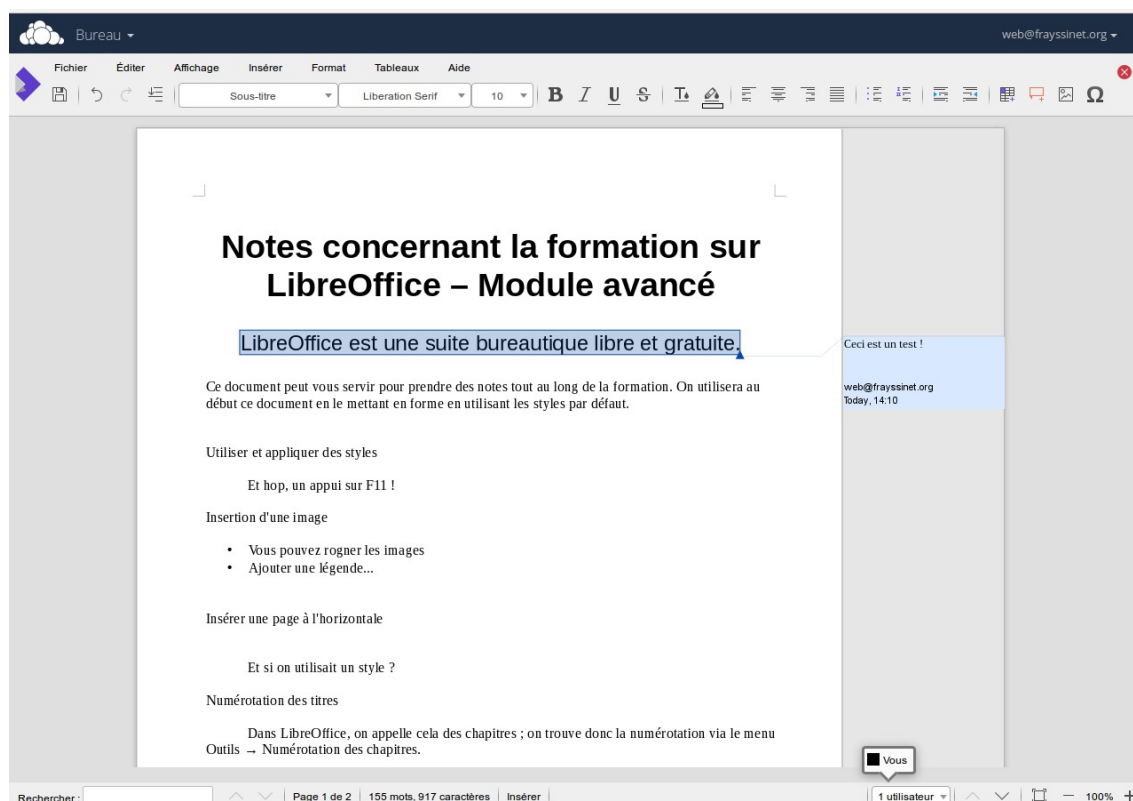 Bureau
web@frayssinet.org
Fichier Éditer Affichage Insérer Format Tableaux Aide
Sous-titre Liberation Serif 10 B I U S T Ω
Notes concernant la formation sur
LibreOffice – Module avancé
LibreOffice est une suite bureautique libre et gratuite.
Ceci est un test !
web@frayssinet.org
Today, 14:10
Ce document peut vous servir pour prendre des notes tout au long de la formation. On utilisera au
début ce document en le mettant en forme en utilisant les styles par défaut.
Utiliser et appliquer des styles
Et hop, un appui sur F11 !
Insertion d'une image
• Vous pouvez rogner les images
• Ajouter une légende...
Insérer une page à l'horizontale
Et si on utilisait un style ?
Numérotation des titres
Dans LibreOffice, on appelle cela des chapitres ; on trouve donc la numérotation via le menu
Outils → Numérotation des chapitres.
Vous
Rechercher : Page 1 de 2 155 mots, 917 caractères Insérer 1 utilisateur 100%